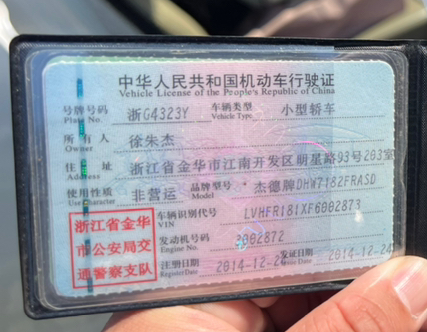 中华人民共和国机动车行驶证
Vehicle License of the People's Republic of China
号牌号码 浙G4323Y 车辆类型 小型轿车
Plate No. Vehicle Type
所有人 徐朱杰
Owner
住址 浙江省金华市江南开发区明星路93号203室
Address
使用性质 非营运 品牌型号 杰德牌DHW7182FRASD
Use Character Model
浙江省金华
市公安局交
通警察支队
车辆识别代号 LVHFR181XF6002873
VIN
发动机号码 3002872
Engine No.
注册日期 2014-12-24 发证日期 2014-12-24
Register Date Issue Date